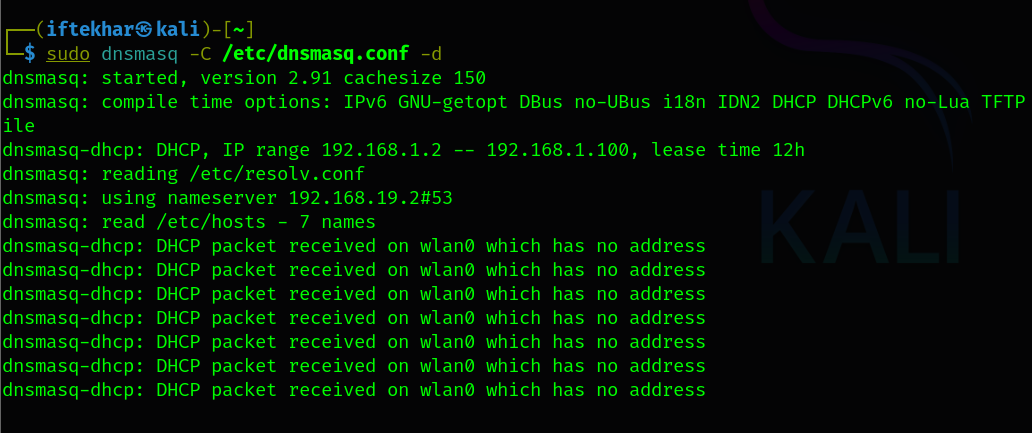 ┌──(iftekhar㉿kali)-[~]
└─$ sudo dnsmasq -C /etc/dnsmasq.conf -d
dnsmasq: started, version 2.91 cachesize 150
dnsmasq: compile time options: IPv6 GNU-getopt DBus no-UBus i18n IDN2 DHCP DHCPv6 no-Lua TFTP
ile
dnsmasq-dhcp: DHCP, IP range 192.168.1.2 -- 192.168.1.100, lease time 12h
dnsmasq: reading /etc/resolv.conf
dnsmasq: using nameserver 192.168.19.2#53
dnsmasq: read /etc/hosts - 7 names
dnsmasq-dhcp: DHCP packet received on wlan0 which has no address
dnsmasq-dhcp: DHCP packet received on wlan0 which has no address
dnsmasq-dhcp: DHCP packet received on wlan0 which has no address
dnsmasq-dhcp: DHCP packet received on wlan0 which has no address
dnsmasq-dhcp: DHCP packet received on wlan0 which has no address
dnsmasq-dhcp: DHCP packet received on wlan0 which has no address
dnsmasq-dhcp: DHCP packet received on wlan0 which has no address
KALI